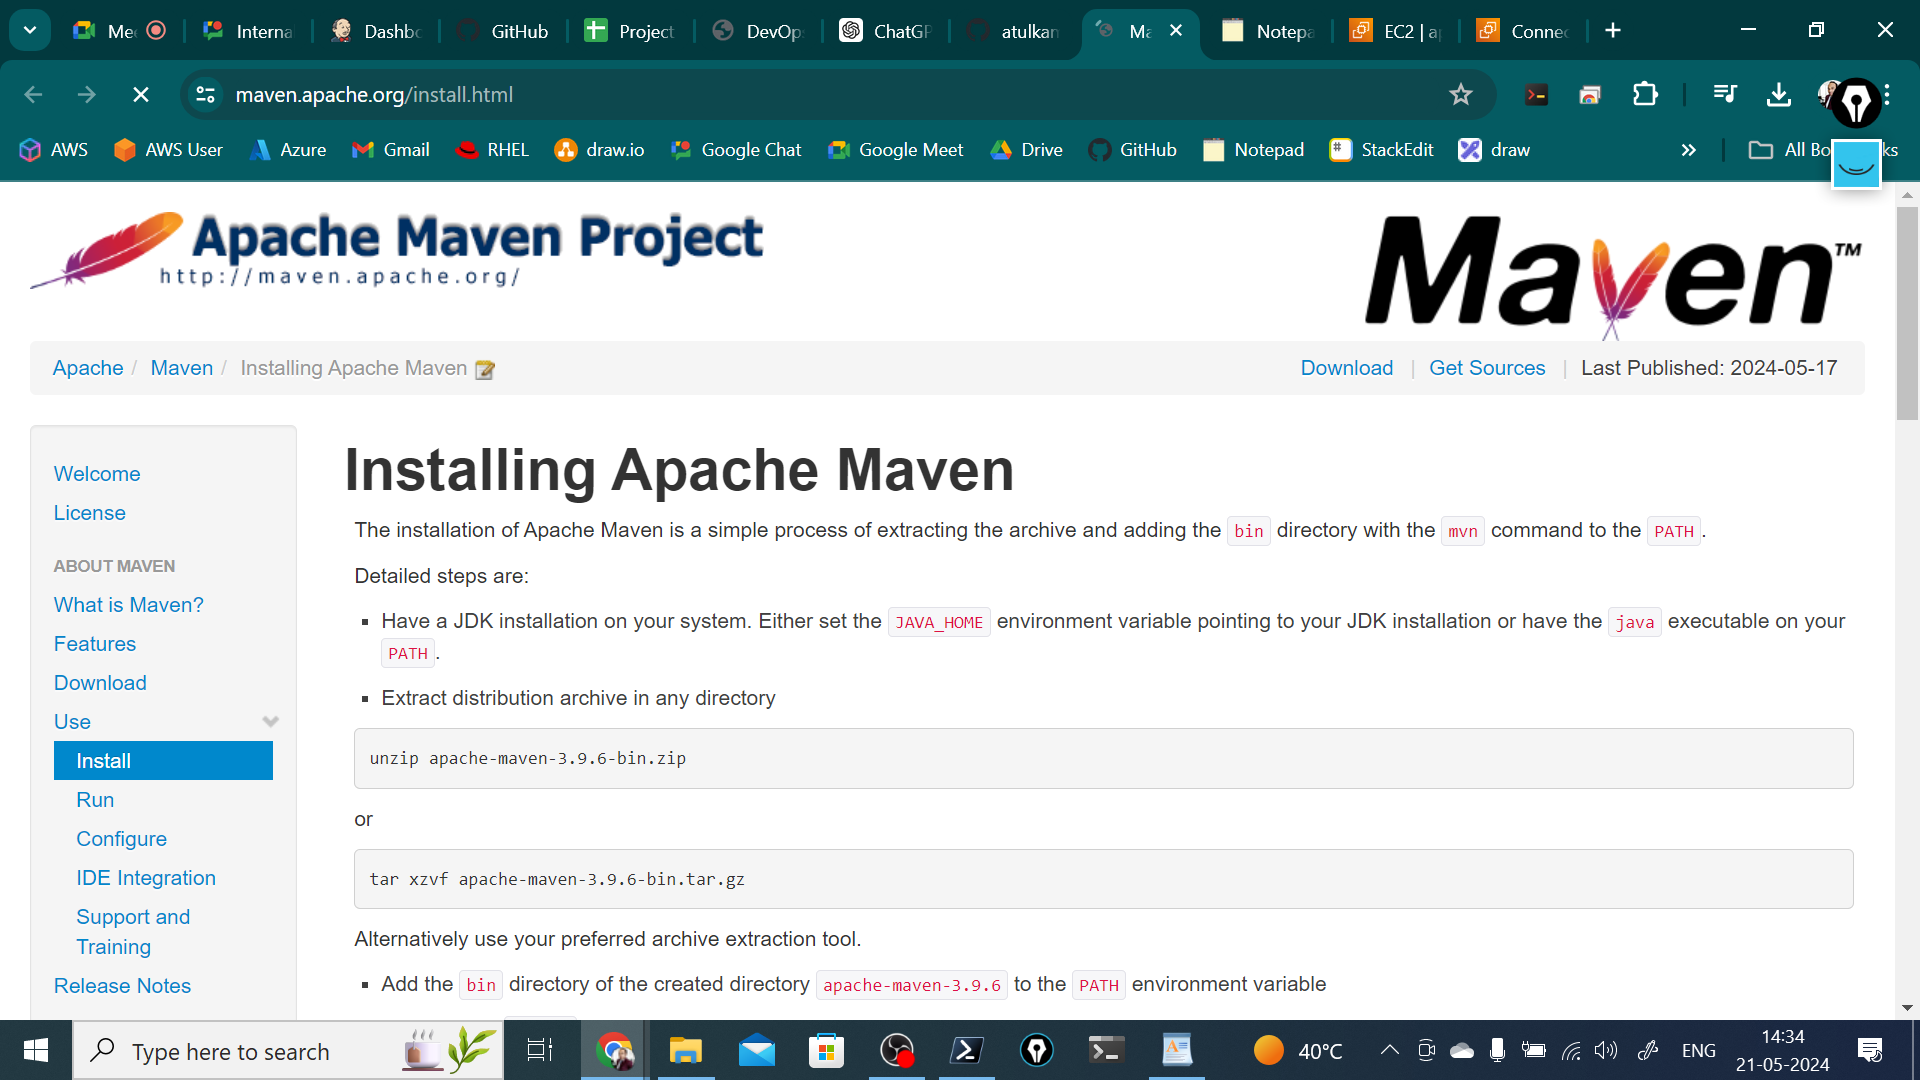 Me
Interna
Dashbo
GitHub
Project
DevOp
ChatGP
atulkam
Ma
Notepa
EC2 | a
Connec
maven.apache.org/install.html
AWS
AWS User
Azure
Gmail
RHEL
draw.io
Google Chat
Google Meet
Drive
GitHub
Notepad
StackEdit
draw
»
All Bo ks
Apache Maven Project
http://maven.apache.org/
Maven™
Apache / Maven / Installing Apache Maven
Download | Get Sources | Last Published: 2024-05-17
Welcome
License
ABOUT MAVEN
What is Maven?
Features
Download
Use
Install
Run
Configure
IDE Integration
Support and
Training
Release Notes
Installing Apache Maven
The installation of Apache Maven is a simple process of extracting the archive and adding the bin directory with the mvn command to the PATH.
Detailed steps are:
Have a JDK installation on your system. Either set the JAVA_HOME environment variable pointing to your JDK installation or have the java executable on your
PATH.
Extract distribution archive in any directory
unzip apache-maven-3.9.6-bin.zip
or
tar xzvf apache-maven-3.9.6-bin.tar.gz
Alternatively use your preferred archive extraction tool.
Add the bin directory of the created directory apache-maven-3.9.6 to the PATH environment variable
Type here to search
40°C
ENG
14:34
21-05-2024